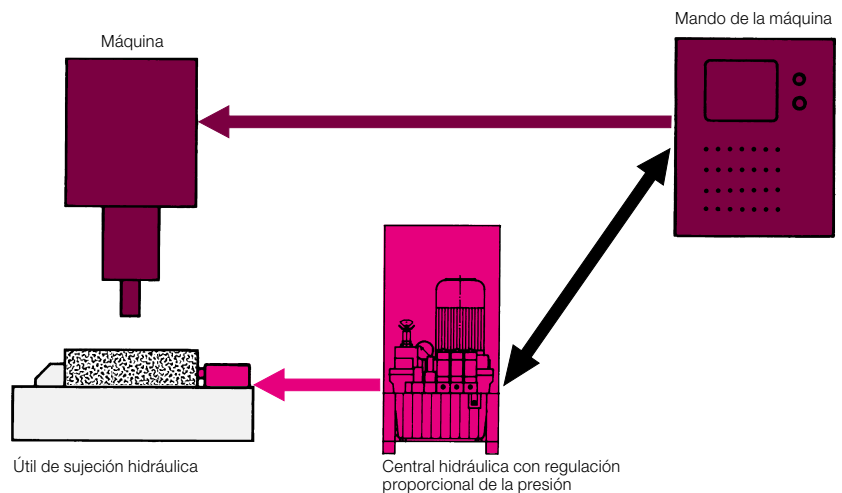 Mando de la máquina
Máquina
Útil de sujeción hidráulica
Central hidráulica con regulación
proporcional de la presión